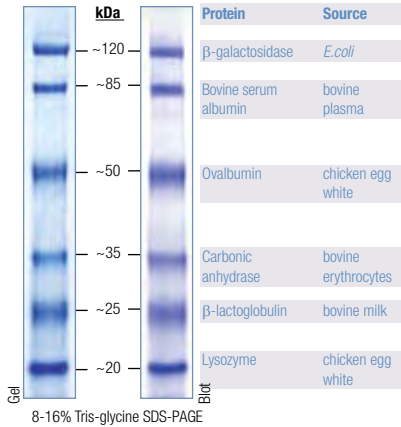 kDa Protein Source
~120 β-galactosidase E.coli
~85 Bovine serum bovine
albumin plasma
~50 Ovalbumin chicken egg
white
~35 Carbonic bovine
anhydrase erythrocytes
~25 β-lactoglobulin bovine milk
~20 Lysozyme chicken egg
white
Gel
Blot
8-16% Tris-glycine SDS-PAGE